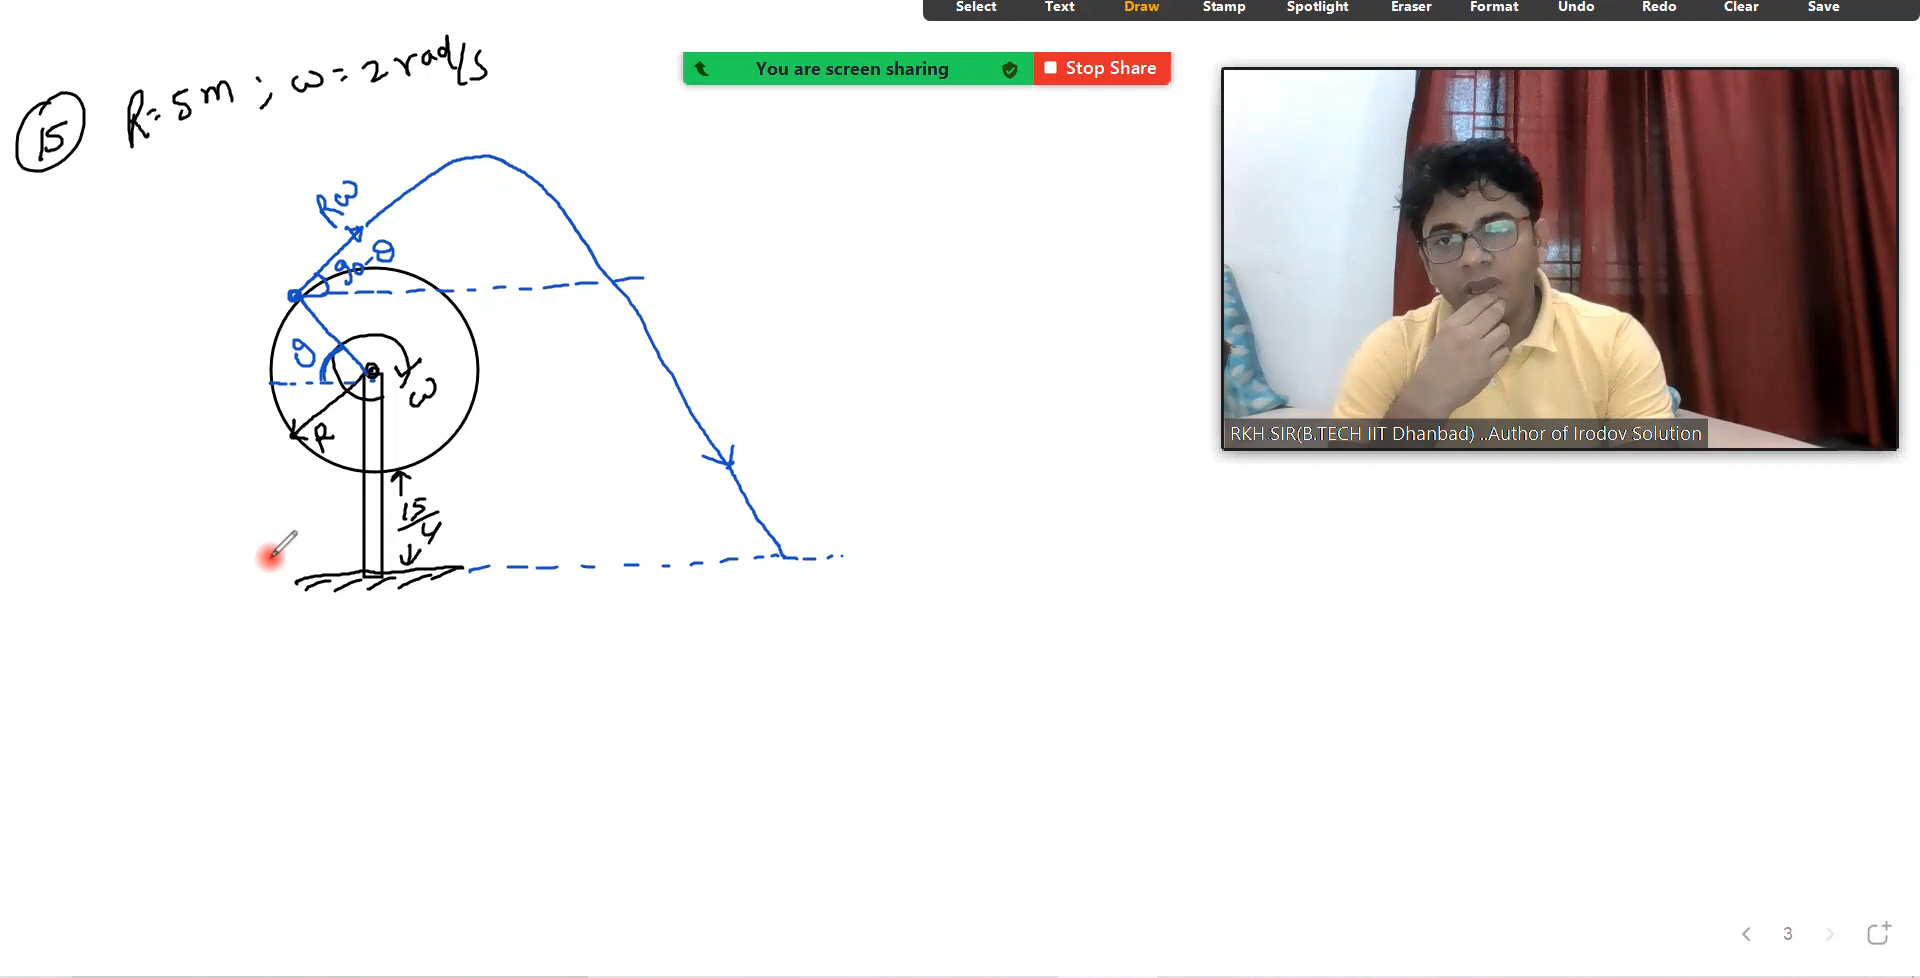 Select Text Draw Stamp Spotlight Eraser Format Undo Redo Clear Save
You are screen sharing Stop Share
15 R = 5 m ; ω = 2 rad/s
Rω
90-θ
θ
ω
R
15/4
RKH SIR(B.TECH IIT Dhanbad) ..Author of Irodov Solution
3